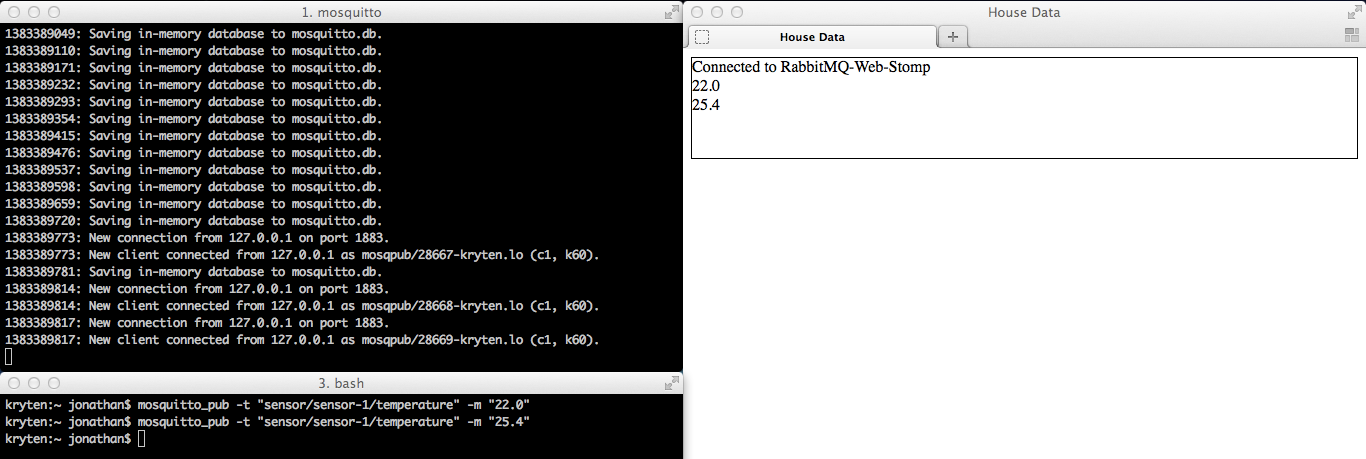 1. mosquitto
1383389049: Saving in-memory database to mosquitto.db.
1383389110: Saving in-memory database to mosquitto.db.
1383389171: Saving in-memory database to mosquitto.db.
1383389232: Saving in-memory database to mosquitto.db.
1383389293: Saving in-memory database to mosquitto.db.
1383389354: Saving in-memory database to mosquitto.db.
1383389415: Saving in-memory database to mosquitto.db.
1383389476: Saving in-memory database to mosquitto.db.
1383389537: Saving in-memory database to mosquitto.db.
1383389598: Saving in-memory database to mosquitto.db.
1383389659: Saving in-memory database to mosquitto.db.
1383389720: Saving in-memory database to mosquitto.db.
1383389773: New connection from 127.0.0.1 on port 1883.
1383389773: New client connected from 127.0.0.1 as mosqpub/28667-kryten.lo (c1, k60).
1383389781: Saving in-memory database to mosquitto.db.
1383389814: New connection from 127.0.0.1 on port 1883.
1383389814: New client connected from 127.0.0.1 as mosqpub/28668-kryten.lo (c1, k60).
1383389817: New connection from 127.0.0.1 on port 1883.
1383389817: New client connected from 127.0.0.1 as mosqpub/28669-kryten.lo (c1, k60).
3. bash
kryten:~ jonathan$ mosquitto_pub -t "sensor/sensor-1/temperature" -m "22.0"
kryten:~ jonathan$ mosquitto_pub -t "sensor/sensor-1/temperature" -m "25.4"
kryten:~ jonathan$
House Data
House Data
Connected to RabbitMQ-Web-Stomp
22.0
25.4